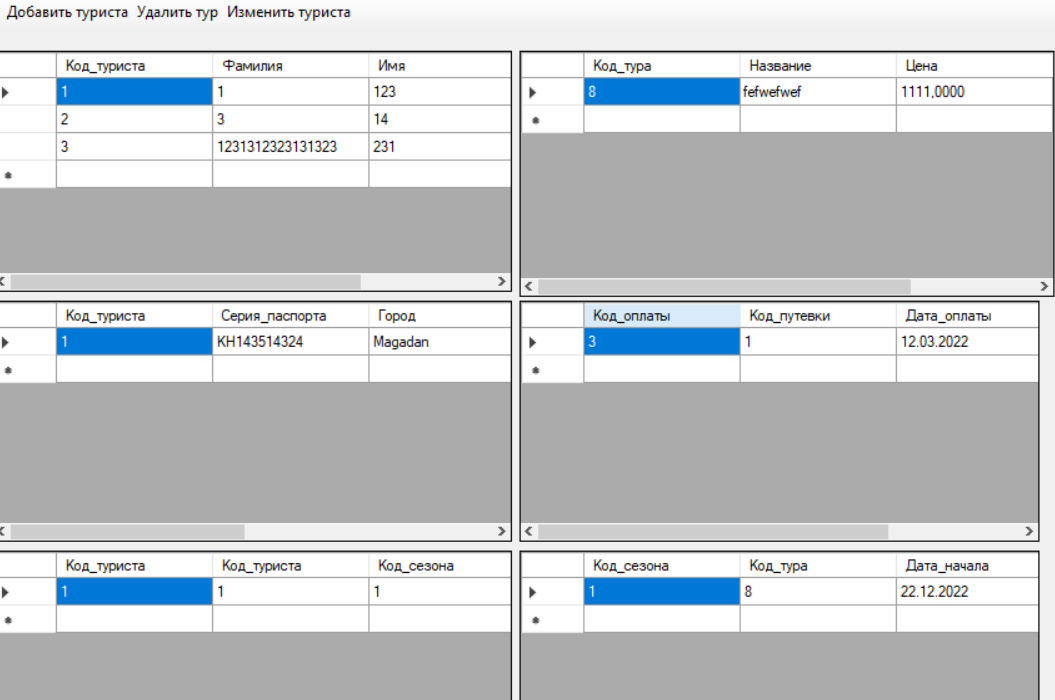 Добавить туриста Удалить тур Изменить туриста
Код_туриста Фамилия Имя
1 1 123
2 3 14
3 1231312323131323 231
Код_тура Название Цена
8 fefwefwef 1111,0000
Код_туриста Серия_паспорта Город
1 KH143514324 Magadan
Код_оплаты Код_путевки Дата_оплаты
3 1 12.03.2022
Код_туриста Код_туриста Код_сезона
1 1 1
Код_сезона Код_тура Дата_начала
1 8 22.12.2022